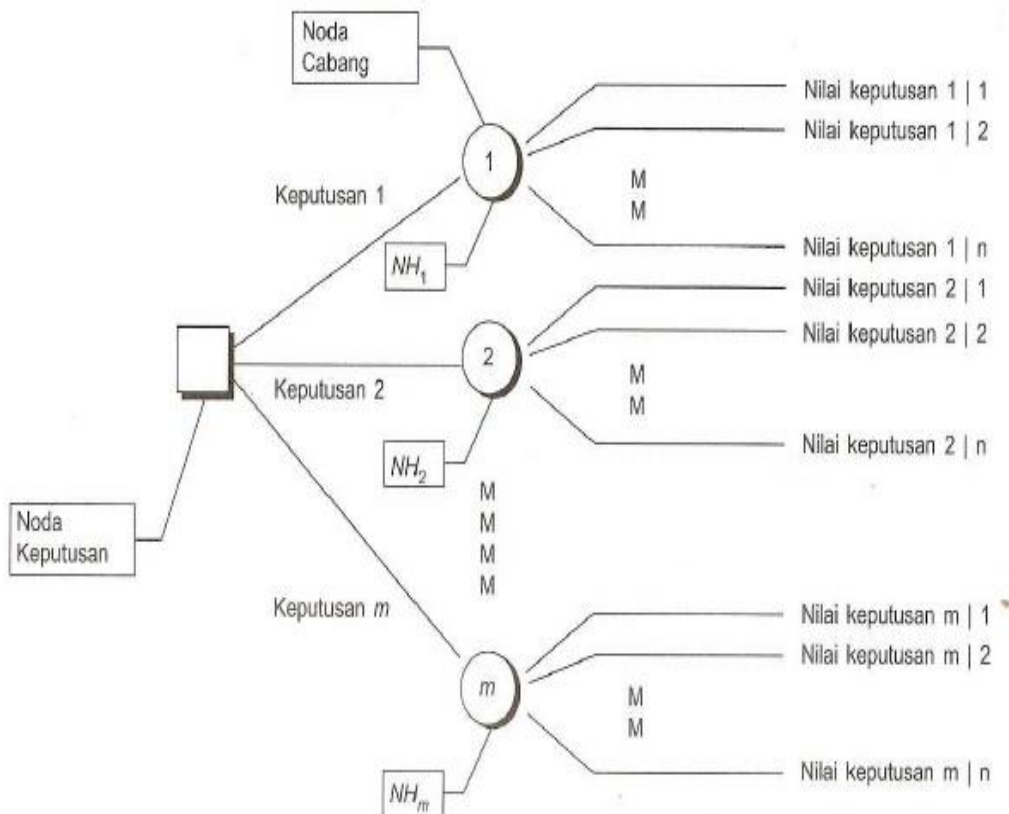 Noda
Cabang
1
Nilai keputusan 1 | 1
Nilai keputusan 1 | 2
M
M
Nilai keputusan 1 | n
Keputusan 1
NH₁
Nilai keputusan 2 | 1
Nilai keputusan 2 | 2
2
M
M
Nilai keputusan 2 | n
Keputusan 2
NH₂
M
M
M
M
Noda
Keputusan
Keputusan m
Nilai keputusan m | 1
Nilai keputusan m | 2
m
M
M
Nilai keputusan m | n
NHₘ